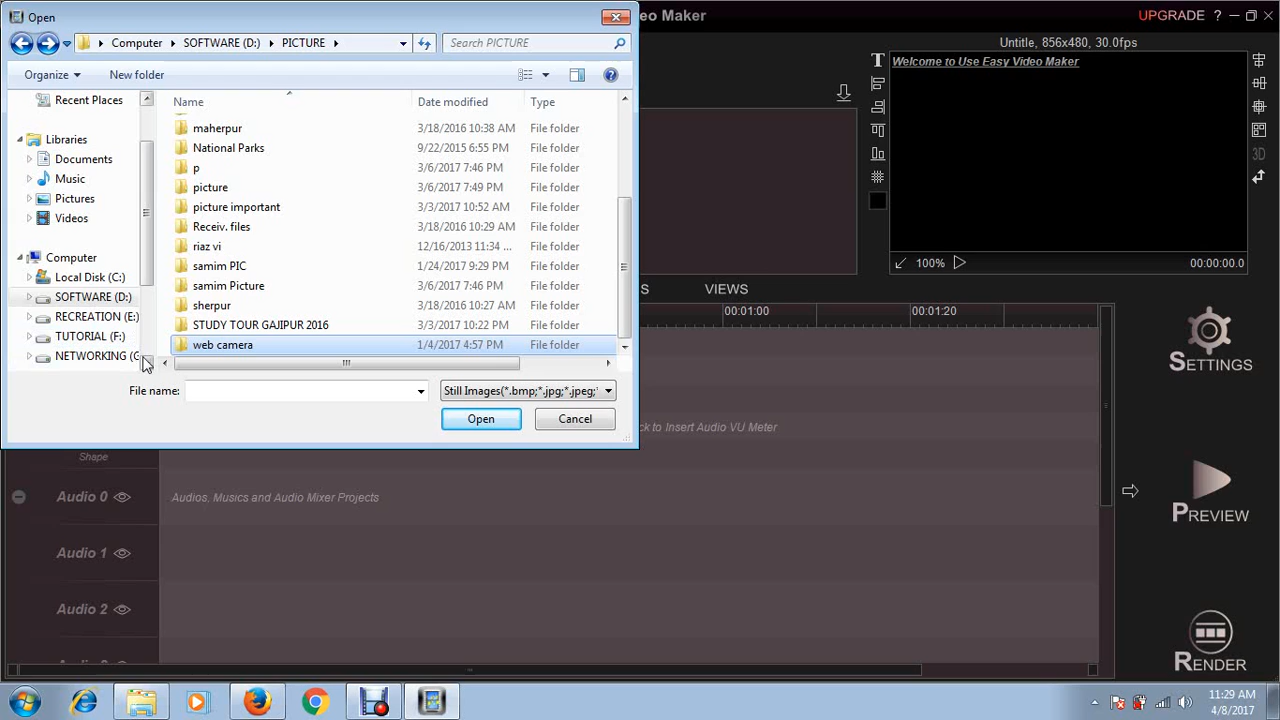 Open
Video Maker
UPGRADE ?
Computer SOFTWARE (D:) PICTURE
Search PICTURE
Untitle, 856x480, 30.0fps
Organize
New folder
T
Welcome to Use Easy Video Maker
Recent Places
Name
Date modified
Type
maherpur 3/18/2016 10:38 AM File folder
Libraries
National Parks 9/22/2015 6:55 PM File folder
Documents
p 3/6/2017 7:46 PM File folder
3D
Music
picture 3/6/2017 7:49 PM File folder
Pictures
picture important 3/3/2017 10:52 AM File folder
Videos
Receiv. files 3/18/2016 10:29 AM File folder
riaz vi 12/16/2013 11:34 ... File folder
Computer
samim PIC 1/24/2017 9:29 PM File folder
100%
00:00:00.0
Local Disk (C:)
samim Picture 3/6/2017 7:46 PM File folder
S
VIEWS
SOFTWARE (D:)
sherpur 3/18/2016 10:27 AM File folder
00:01:00
00:01:20
RECREATION (E:)
STUDY TOUR GAJIPUR 2016 3/3/2017 10:22 PM File folder
TUTORIAL (F:)
web camera 1/4/2017 4:57 PM File folder
NETWORKING (G
SETTINGS
File name:
Still Images(*.bmp;*.jpg;*.jpeg;*
Open
Cancel
ck to Insert Audio VU Meter
Shape
Audio 0
Audios, Musics and Audio Mixer Projects
PREVIEW
Audio 1
Audio 2
RENDER
11:29 AM
4/8/2017